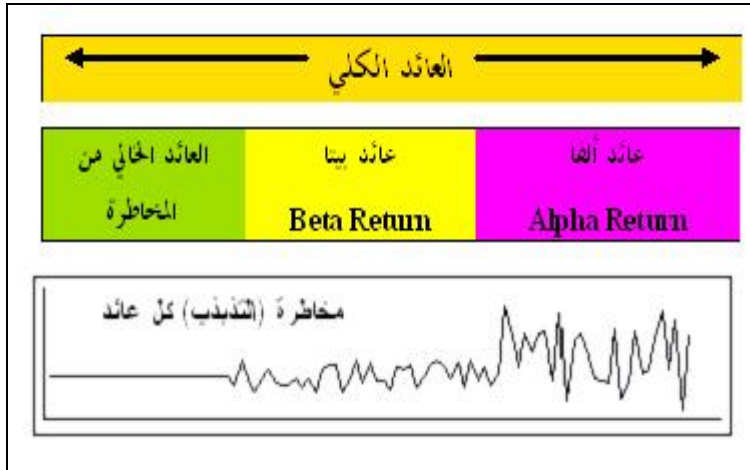 العائد الكلي
عائد ألفا
Alpha Return
عائد بيتا
Beta Return
العائد الخالي من
المخاطرة
مخاطرة (التذبذب) كل عائد